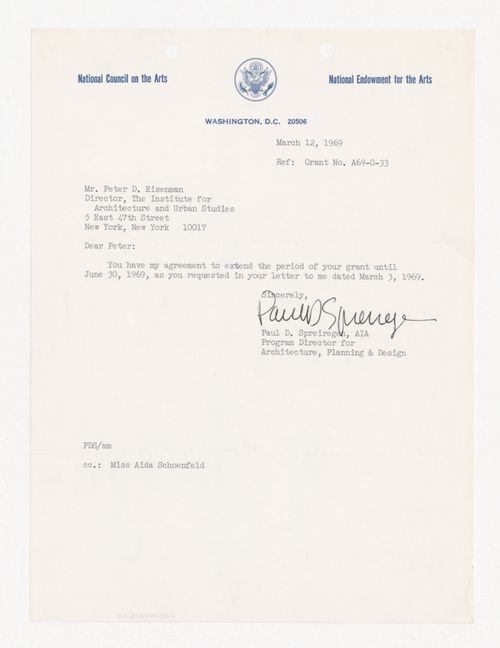 National Council on the Arts
National Endowment for the Arts
WASHINGTON, D.C. 20506
March 12, 1969
Ref: Grant No. A69-0-33
Mr. Peter D. Eisenman
Director, The Institute for
Architecture and Urban Studies
5 East 47th Street
New York, New York 10017
Dear Peter:
You have my agreement to extend the period of your grant until
June 30, 1969, as you requested in your letter to me dated March 3, 1969.
Sincerely,
Paul D Spreiregen
Paul D. Spreiregen, AIA
Program Director for
Architecture, Planning & Design
PDS/am
cc.: Miss Aida Schoenfeld